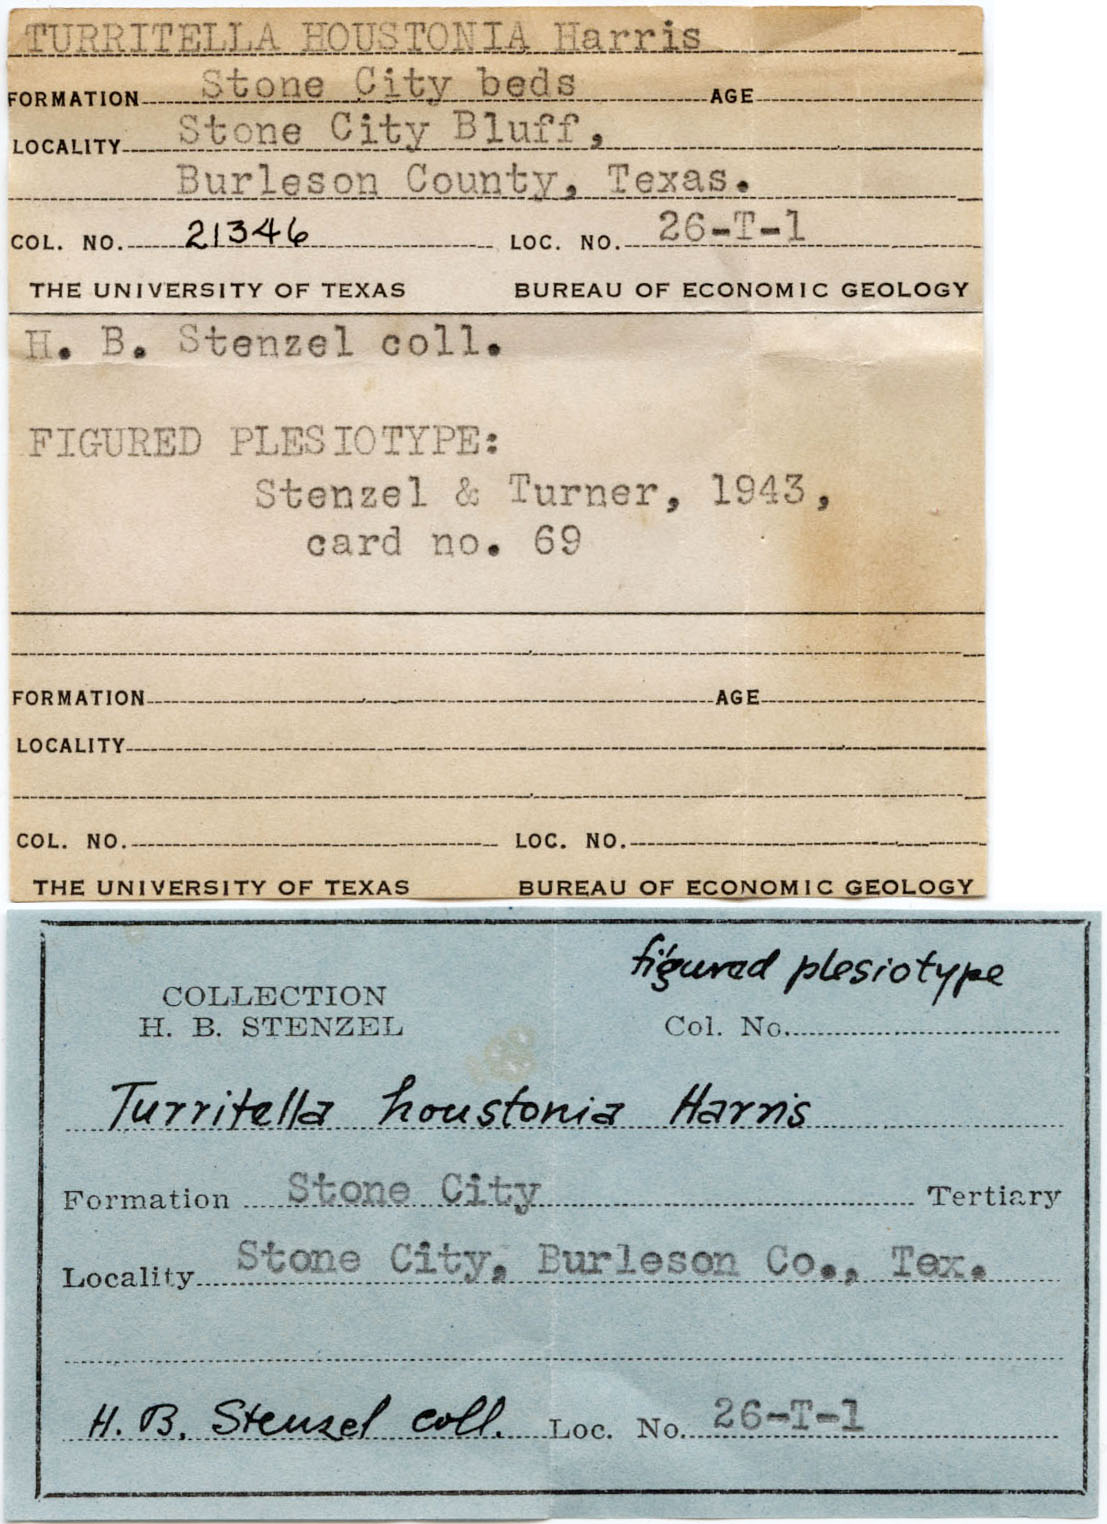 TURRITELLA HOUSTONIA Harris
FORMATION Stone City beds AGE
LOCALITY Stone City Bluff,
Burleson County, Texas.
COL. NO. 21346 LOC. NO. 26-T-1
THE UNIVERSITY OF TEXAS BUREAU OF ECONOMIC GEOLOGY
H. B. Stenzel coll.
FIGURED PLESIOTYPE:
Stenzel & Turner, 1943,
card no. 69
FORMATION AGE
LOCALITY
COL. NO. LOC. NO.
THE UNIVERSITY OF TEXAS BUREAU OF ECONOMIC GEOLOGY
figured plesiotype
COLLECTION
H. B. STENZEL Col. No.
Turritella houstonia Harris
Formation Stone City Tertiary
Locality Stone City, Burleson Co., Tex.
H. B. Stenzel coll. Loc. No. 26-T-1